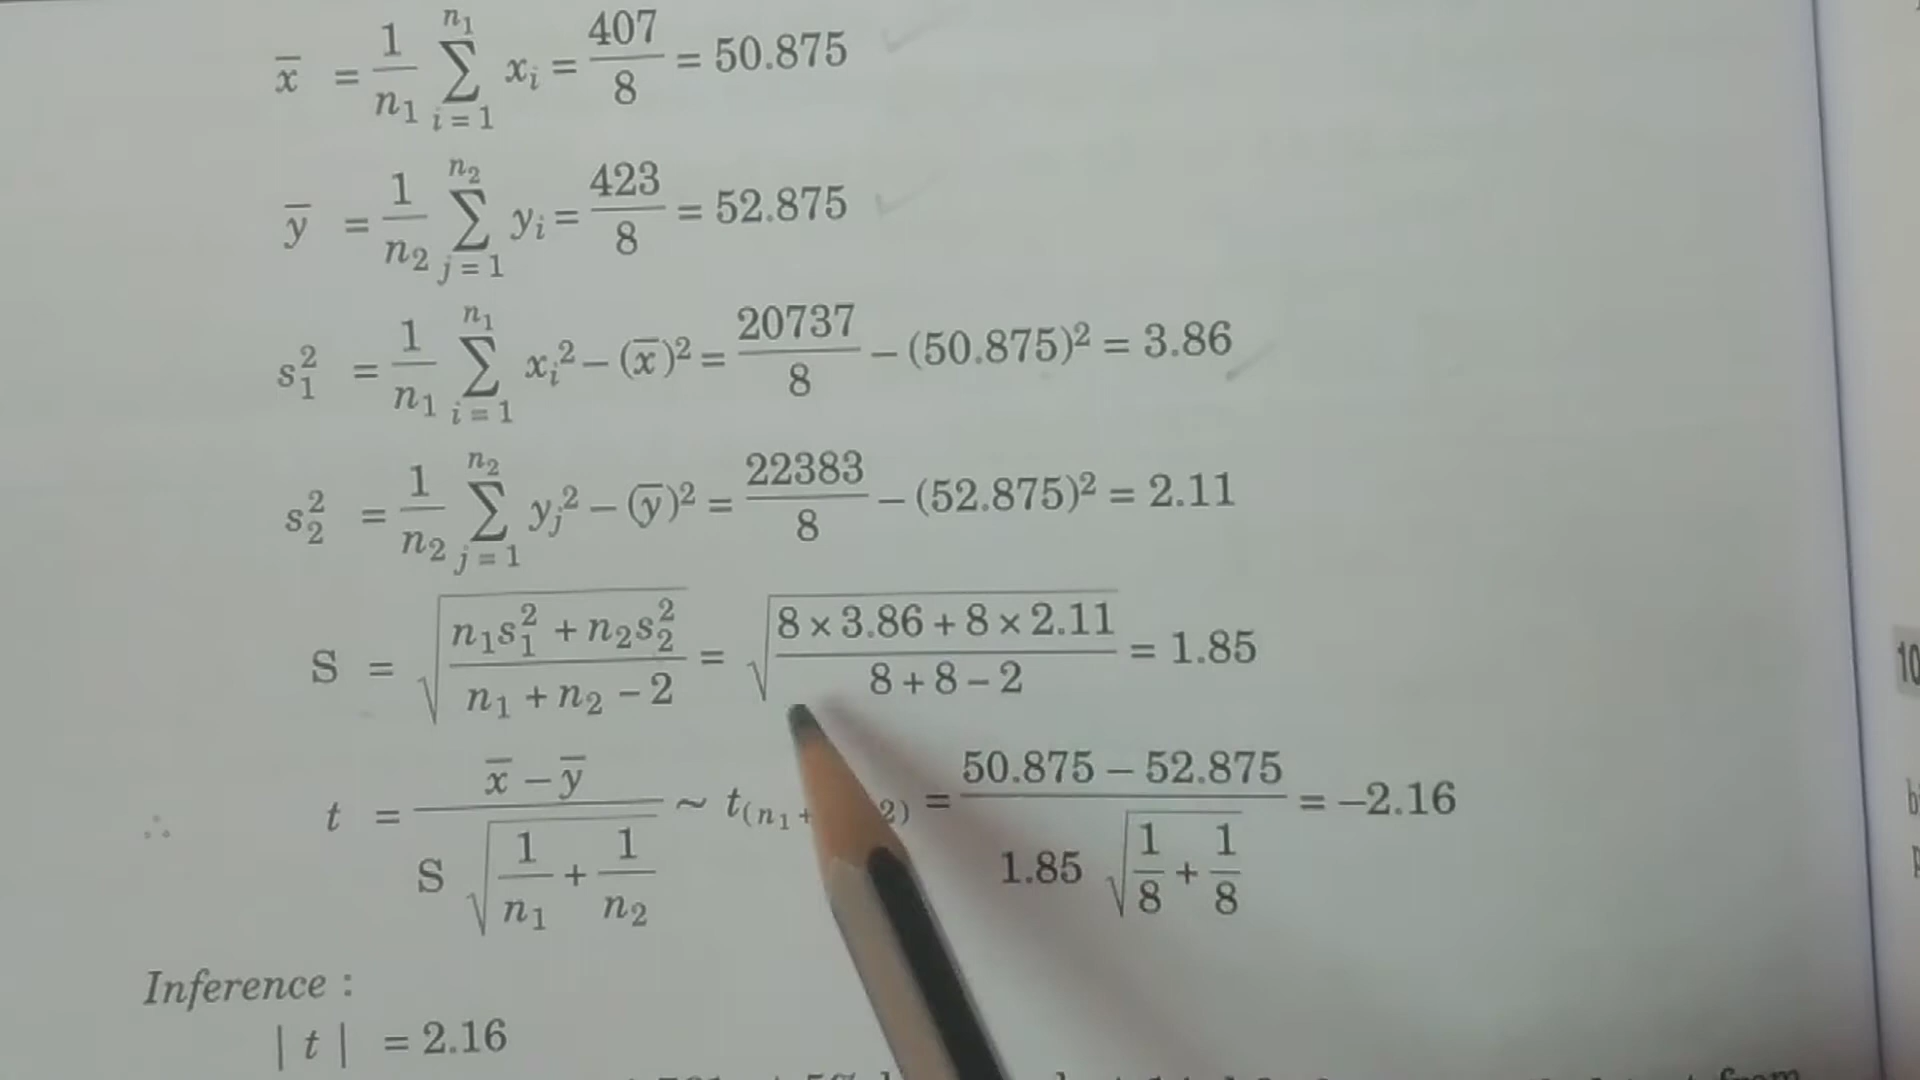 x̄ = 1/n₁ ∑_{i = 1}^{n₁} xᵢ = 407/8 = 50.875
ȳ = 1/n₂ ∑_{j = 1}^{n₂} yᵢ = 423/8 = 52.875
s₁² = 1/n₁ ∑_{i = 1}^{n₁} xᵢ² – (x̄)² = 20737/8 – (50.875)² = 3.86
s₂² = 1/n₂ ∑_{j = 1}^{n₂} yⱼ² – (ȳ)² = 22383/8 – (52.875)² = 2.11
S = √((n₁s₁² + n₂s₂²)/(n₁ + n₂ – 2)) = √((8 × 3.86 + 8 × 2.11)/(8 + 8 – 2)) = 1.85
∴ t = (x̄ – ȳ)/(S √(1/n₁ + 1/n₂)) ~ t₍ₙ₁ ₊ ₂₎ = (50.875 – 52.875)/(1.85 √(1/8 + 1/8)) = –2.16
Inference :
| t | = 2.16
10